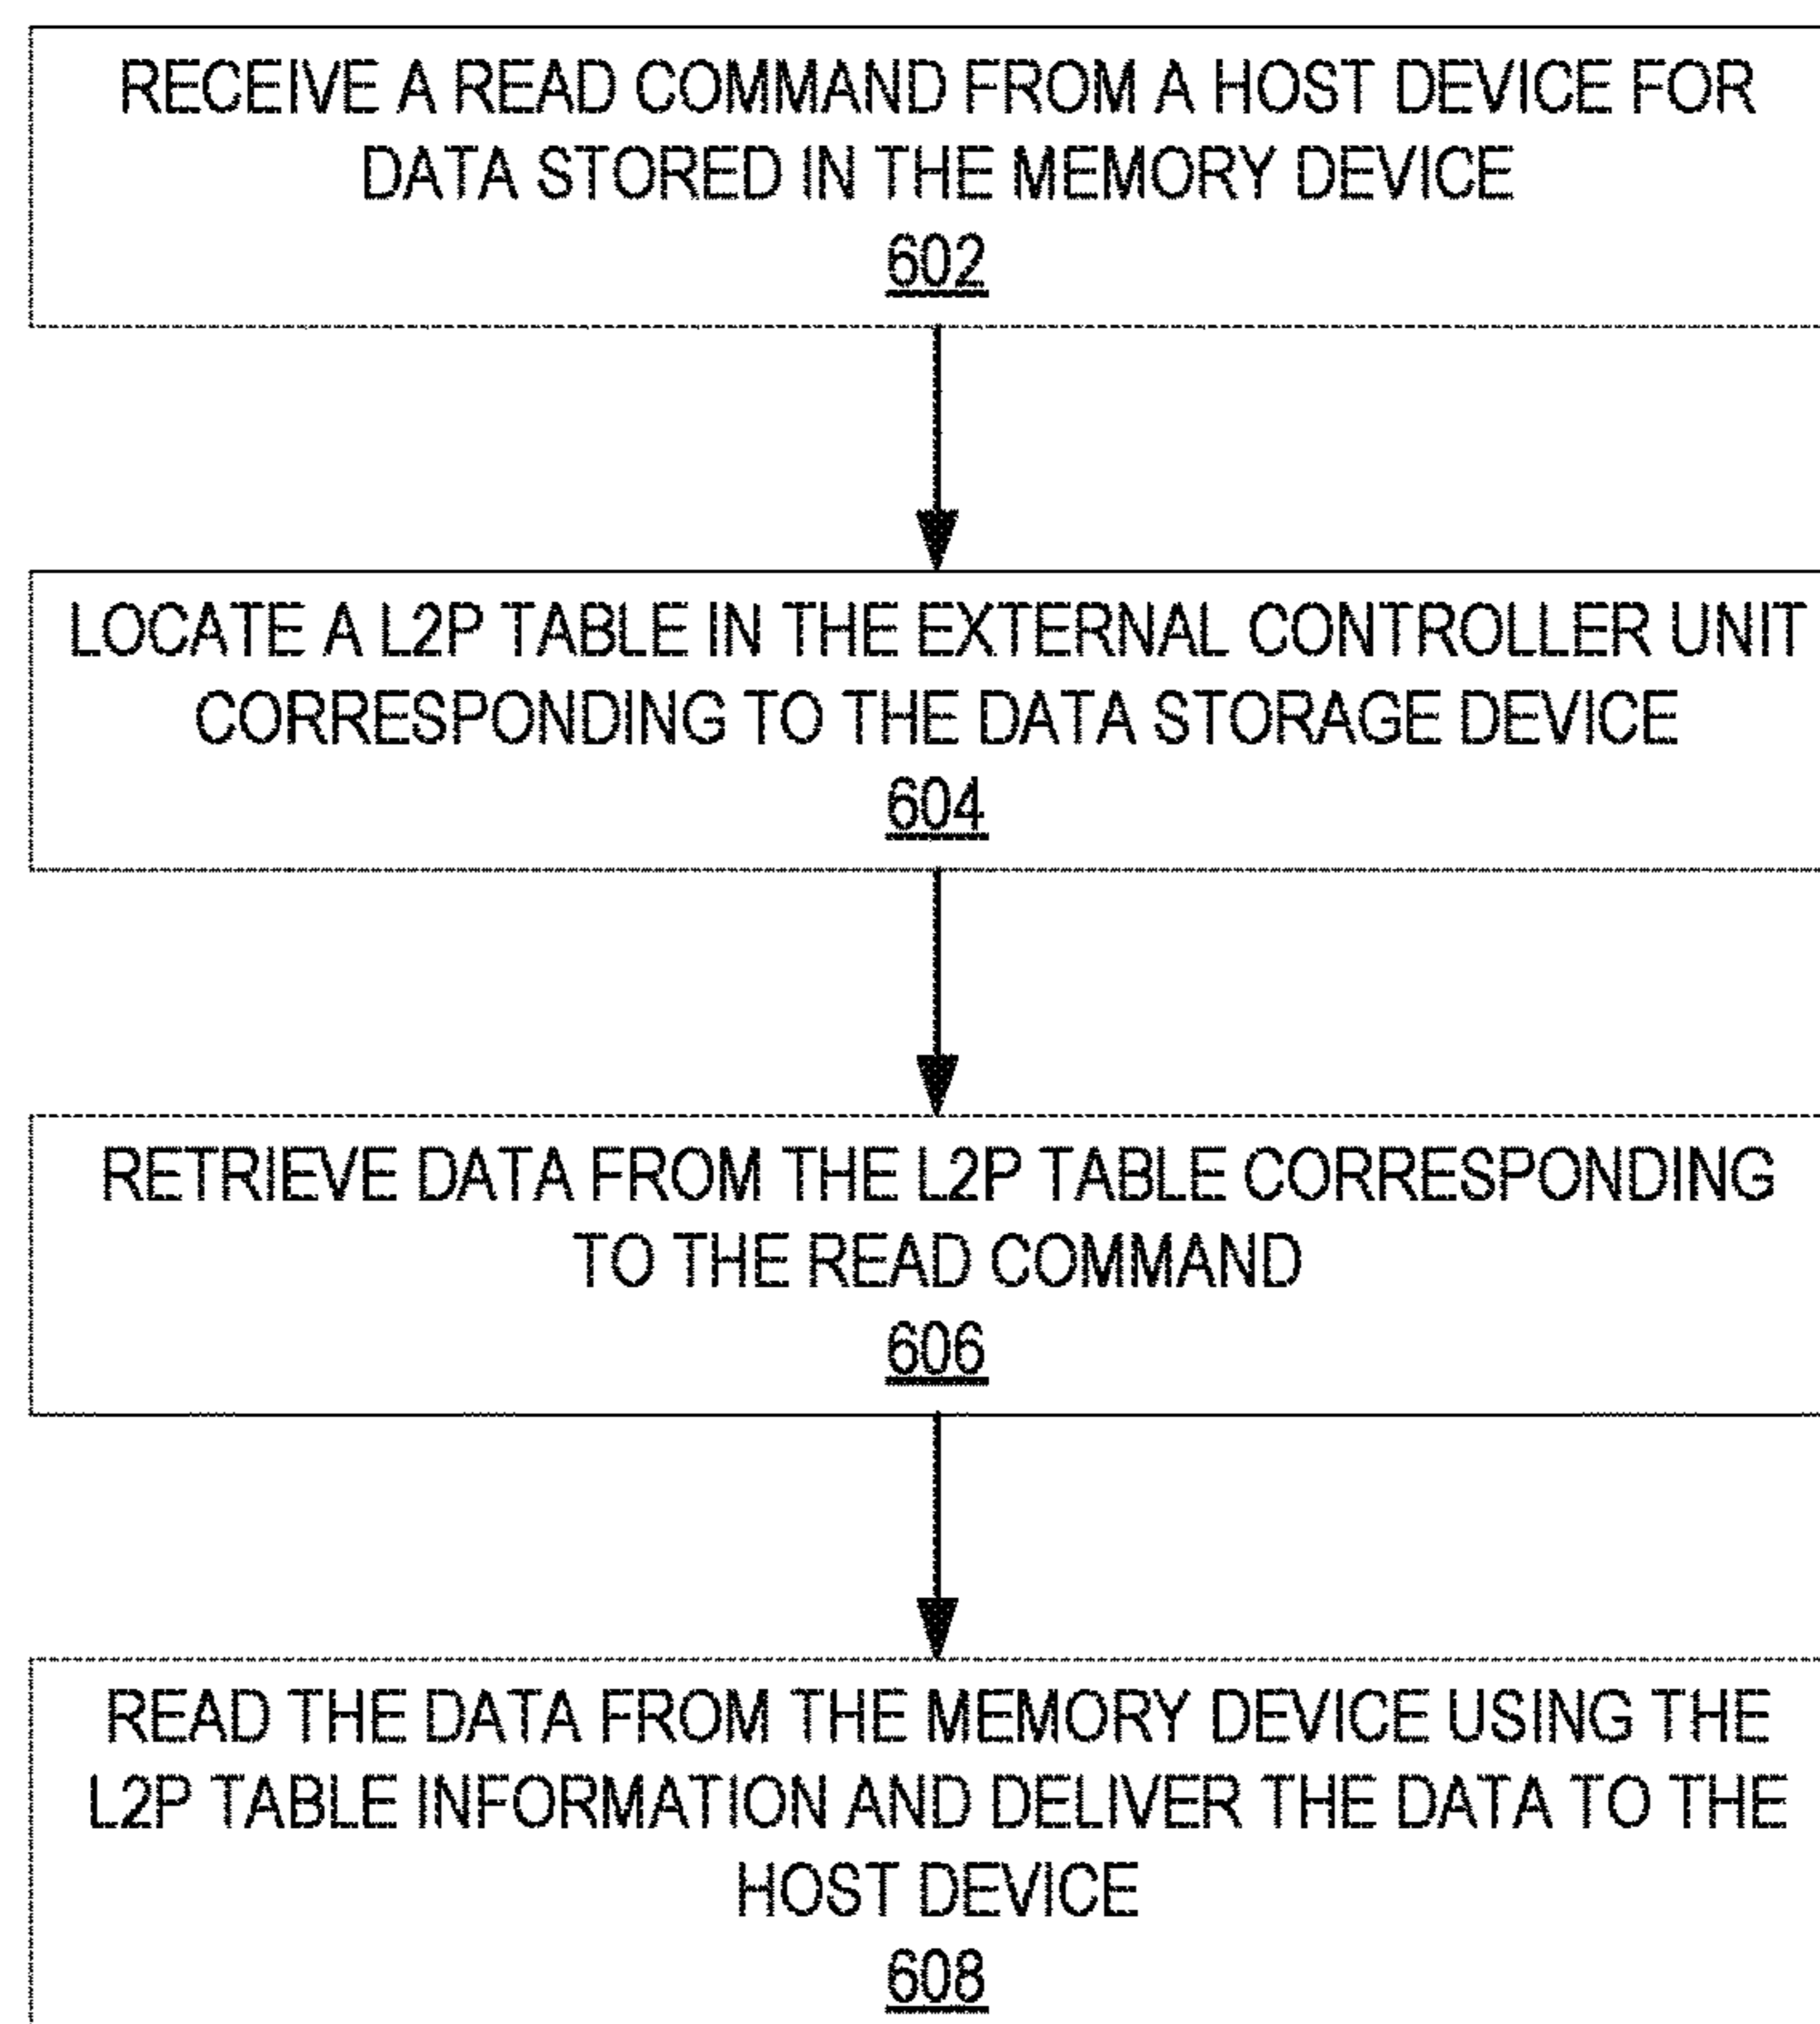 RECEIVE A READ COMMAND FROM A HOST DEVICE FOR
DATA STORED IN THE MEMORY DEVICE
602
LOCATE A L2P TABLE IN THE EXTERNAL CONTROLLER UNIT
CORRESPONDING TO THE DATA STORAGE DEVICE
604
RETRIEVE DATA FROM THE L2P TABLE CORRESPONDING
TO THE READ COMMAND
606
READ THE DATA FROM THE MEMORY DEVICE USING THE
L2P TABLE INFORMATION AND DELIVER THE DATA TO THE
HOST DEVICE
608